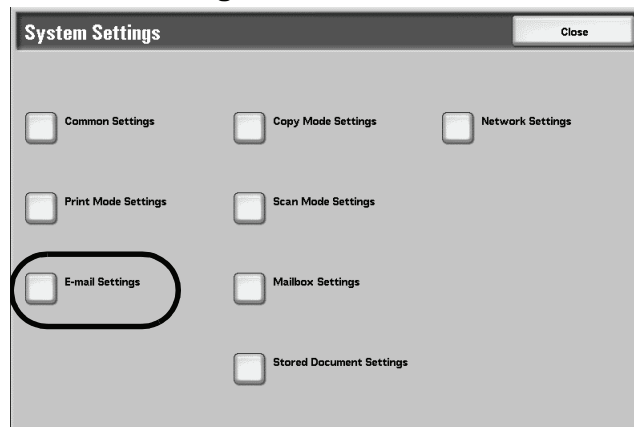 System Settings
Close
Common Settings
Copy Mode Settings
Network Settings
Print Mode Settings
Scan Mode Settings
E-mail Settings
Mailbox Settings
Stored Document Settings